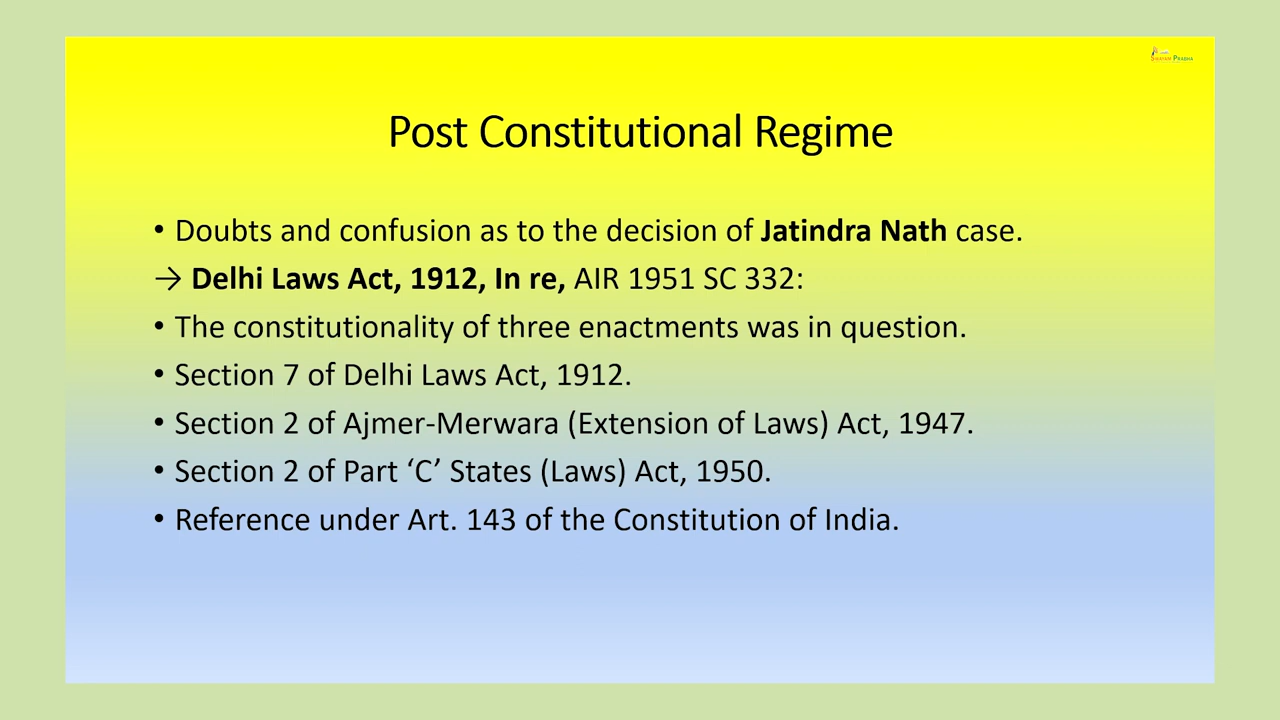 SWAYAM PRABHA
Post Constitutional Regime
• Doubts and confusion as to the decision of Jatindra Nath case.
→ Delhi Laws Act, 1912, In re, AIR 1951 SC 332:
• The constitutionality of three enactments was in question.
• Section 7 of Delhi Laws Act, 1912.
• Section 2 of Ajmer-Merwara (Extension of Laws) Act, 1947.
• Section 2 of Part ‘C’ States (Laws) Act, 1950.
• Reference under Art. 143 of the Constitution of India.